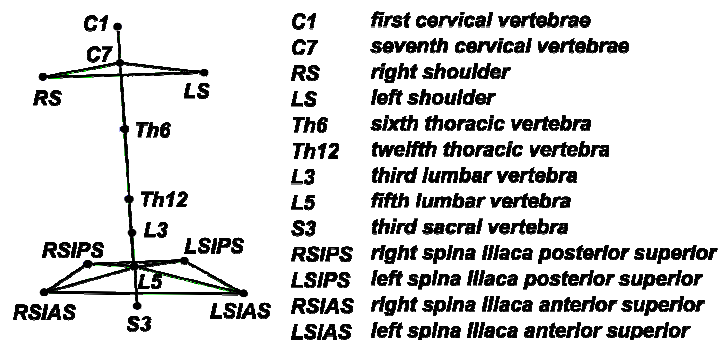 C1
C7
RS
LS
Th6
Th12
L3
RSIPS
LSIPS
L5
RSIAS
LSIAS
S3
C1 first cervical vertebrae
C7 seventh cervical vertebrae
RS right shoulder
LS left shoulder
Th6 sixth thoracic vertebra
Th12 twelfth thoracic vertebra
L3 third lumbar vertebra
L5 fifth lumbar vertebra
S3 third sacral vertebra
RSIPS right spina iliaca posterior superior
LSIPS left spina iliaca posterior superior
RSIAS right spina iliaca anterior superior
LSIAS left spina iliaca anterior superior